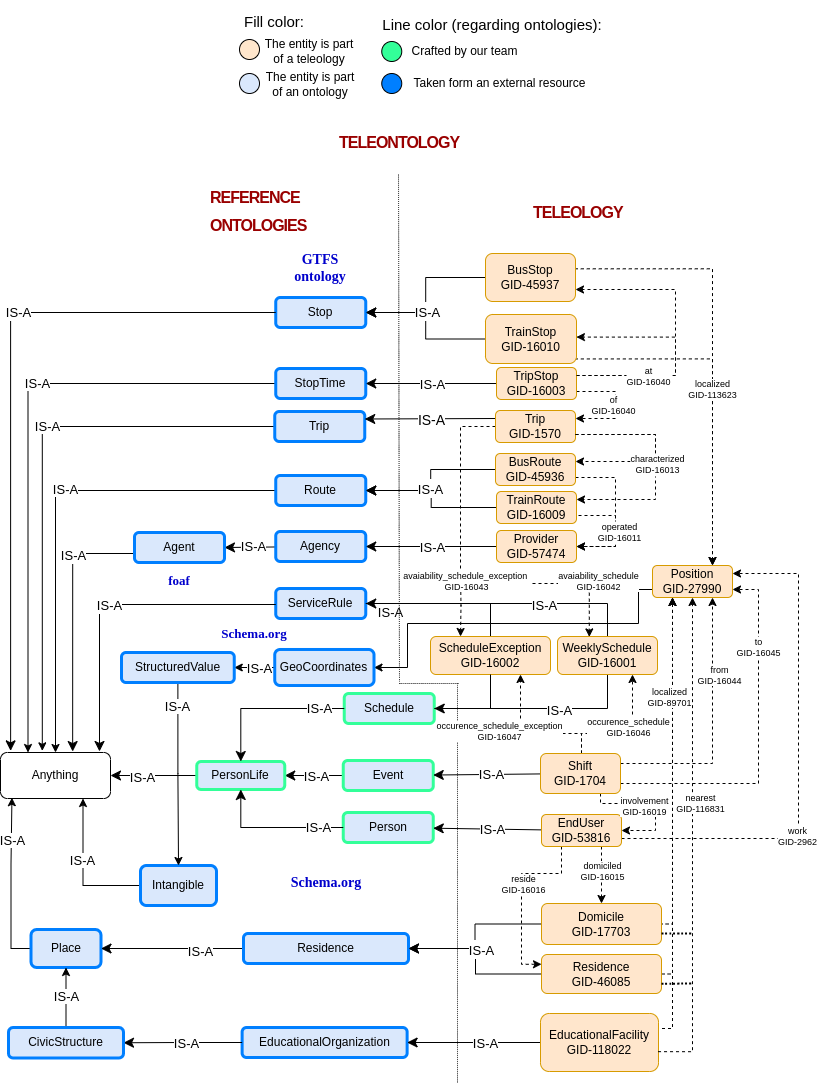 Fill color:
The entity is part
of a teleology
The entity is part
of an ontology
Line color (regarding ontologies):
Crafted by our team
Taken form an external resource
TELEONTOLOGY
REFERENCE
ONTOLOGIES
TELEOLOGY
GTFS
ontology
BusStop
GID-45937
IS-A
Stop
IS-A
TrainStop
GID-16010
at
GID-16040
IS-A
StopTime
IS-A
TripStop
GID-16003
localized
GID-113623
of
GID-16040
IS-A
Trip
IS-A
Trip
GID-1570
BusRoute
GID-45936
characterized
GID-16013
IS-A
Route
IS-A
TrainRoute
GID-16009
operated
GID-16011
IS-A
Agent
IS-A
Agency
IS-A
Provider
GID-57474
foaf
avaiability_schedule_exception
GID-16043
avaiability_schedule
GID-16042
Position
GID-27990
IS-A
ServiceRule
IS-A
IS-A
Schema.org
ScheduleException
GID-16002
WeeklySchedule
GID-16001
to
GID-16045
StructuredValue
IS-A
GeoCoordinates
from
GID-16044
localized
GID-89701
IS-A
IS-A
Schedule
IS-A
occurence_schedule_exception
GID-16047
occurence_schedule
GID-16046
Anything
IS-A
PersonLife
IS-A
Event
IS-A
Shift
GID-1704
involvement
GID-16019
nearest
GID-116831
IS-A
Person
IS-A
EndUser
GID-53816
work
GID-2962
IS-A
IS-A
Intangible
Schema.org
reside
GID-16016
domiciled
GID-16015
Domicile
GID-17703
Place
IS-A
Residence
IS-A
Residence
GID-46085
IS-A
CivicStructure
IS-A
EducationalOrganization
IS-A
EducationalFacility
GID-118022